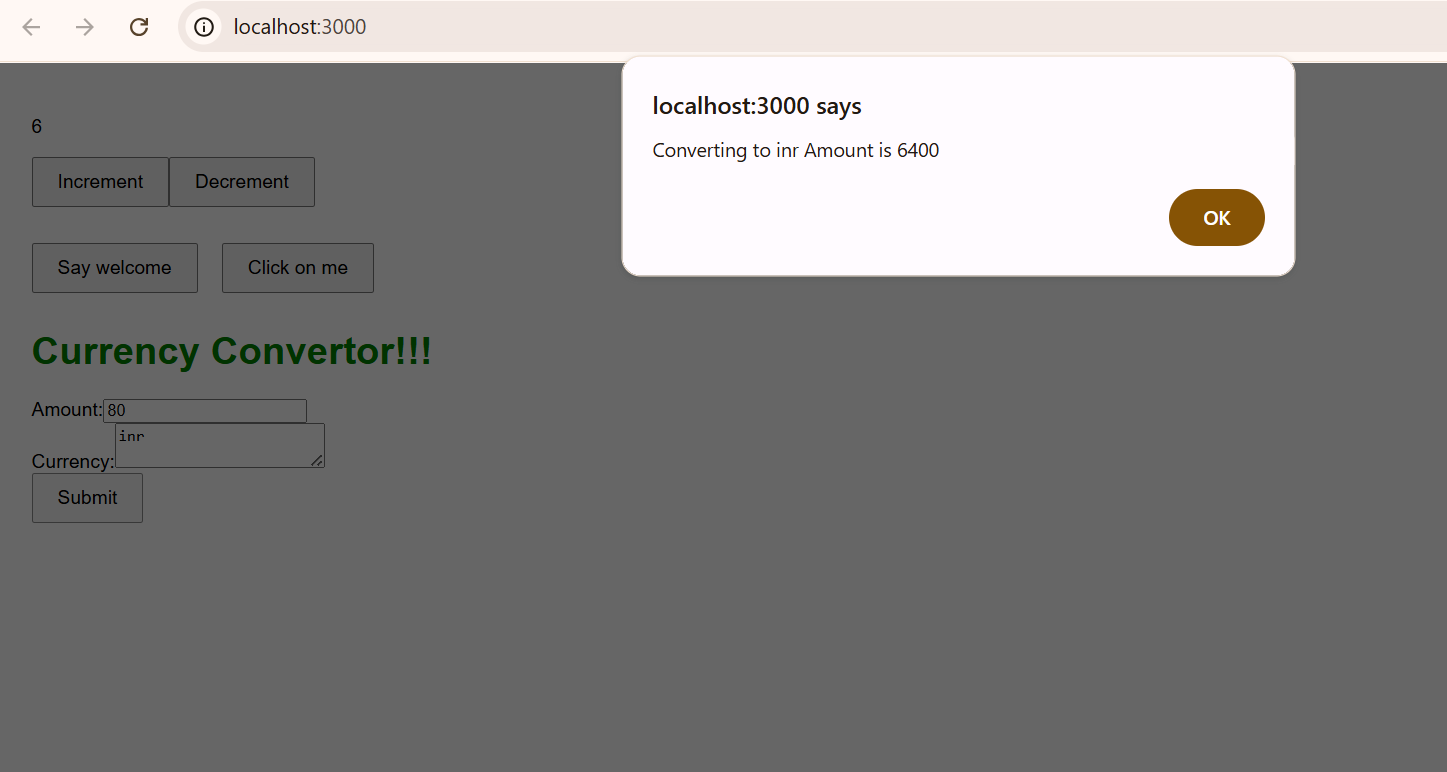 localhost:3000
localhost:3000 says
Converting to inr Amount is 6400
OK
6
Increment Decrement
Say welcome Click on me
Currency Convertor!!!
Amount: 80
Currency: inr
Submit